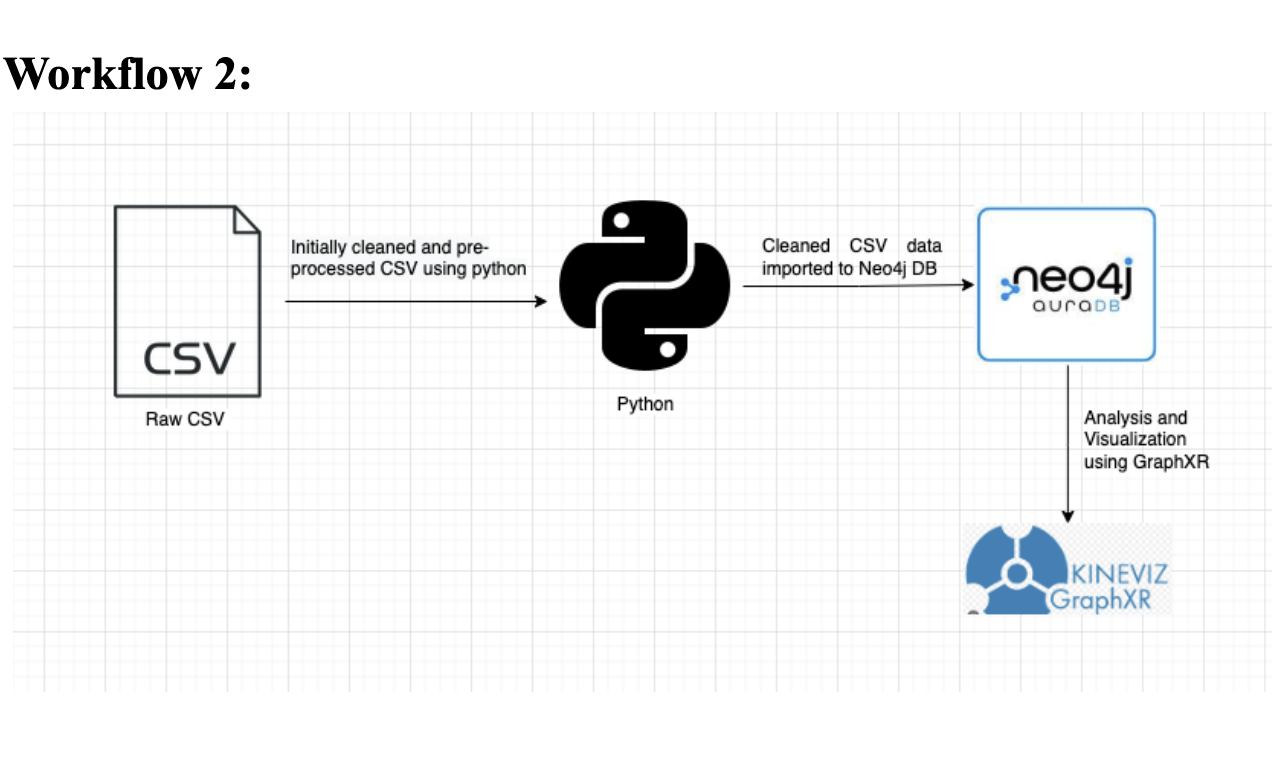 Workflow 2:
Initially cleaned and pre-
processed CSV using python
Cleaned CSV data
imported to Neo4j DB
neo4j
auraDB
CSV
Raw CSV
Python
Analysis and
Visualization
using GraphXR
KINEVIZ
GraphXR